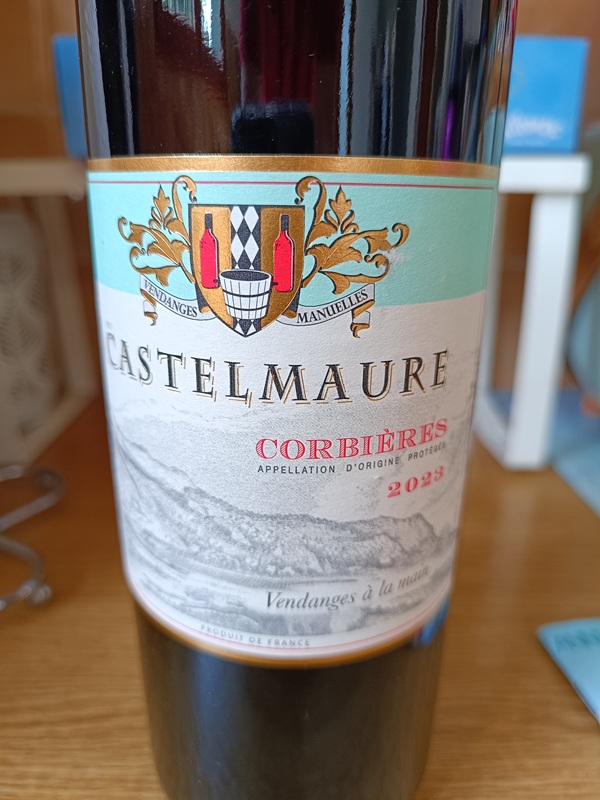 VENDANGES MANUELLES
CASTELMAURE
CORBIÈRES
APPELLATION D'ORIGINE PROTÉGÉE
2023
Vendanges à la main
PRODUIT DE FRANCE